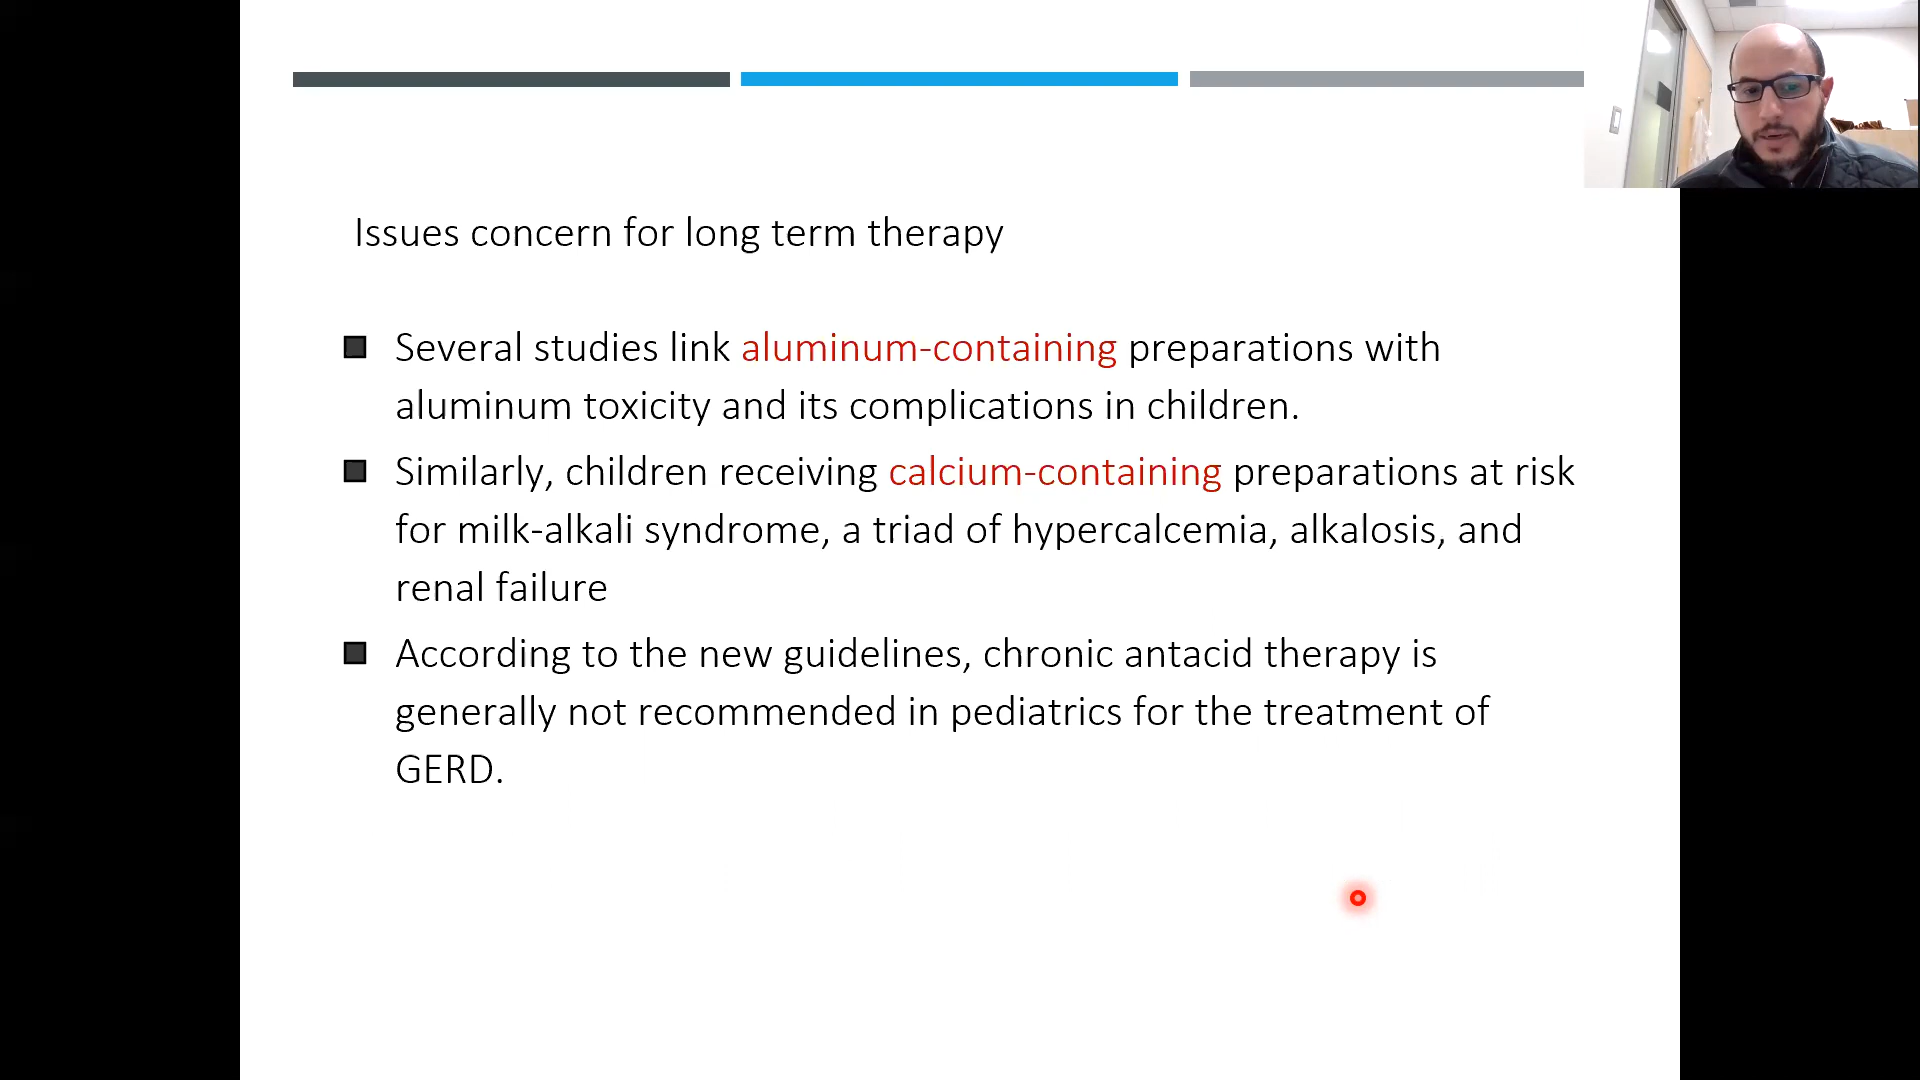 Issues concern for long term therapy
Several studies link aluminum-containing preparations with
aluminum toxicity and its complications in children.
Similarly, children receiving calcium-containing preparations at risk
for milk-alkali syndrome, a triad of hypercalcemia, alkalosis, and
renal failure
According to the new guidelines, chronic antacid therapy is
generally not recommended in pediatrics for the treatment of
GERD.